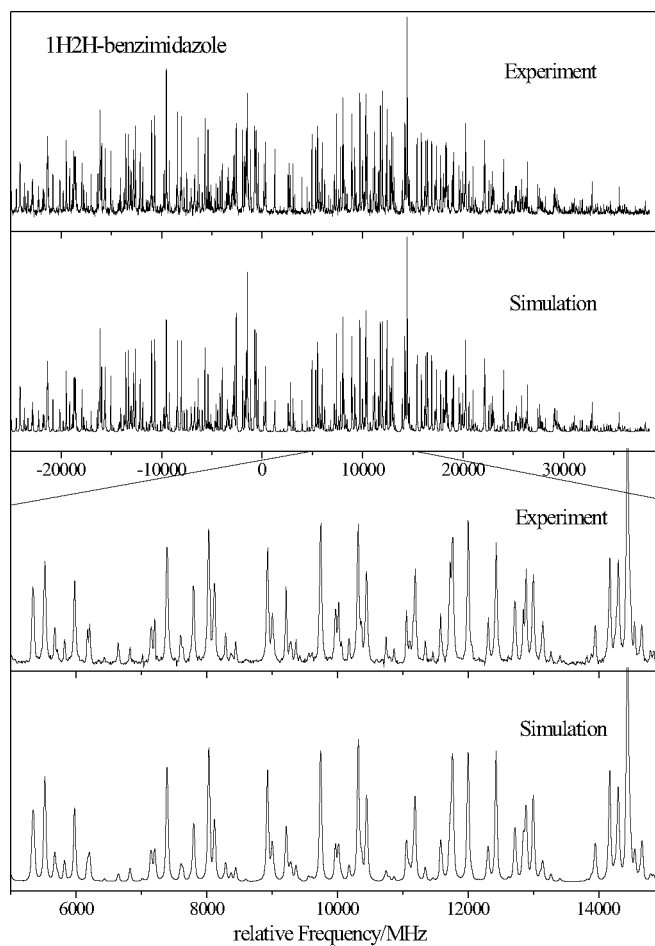 1H2H-benzimidazole
Experiment
Simulation
-20000 -10000 0 10000 20000 30000
Experiment
Simulation
6000 8000 10000 12000 14000
relative Frequency/MHz